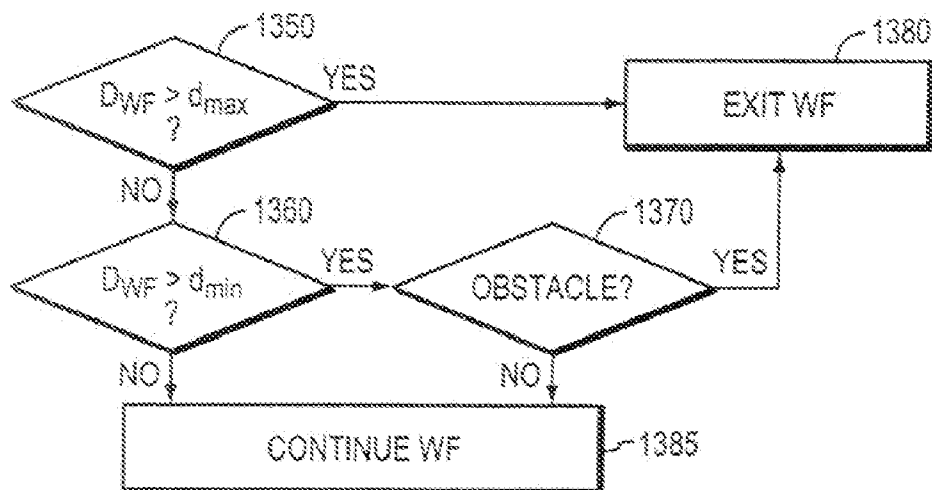 1350
1380
D_WF > d_max
?
YES
EXIT WF
NO
1360
1370
D_WF > d_min
?
YES
OBSTACLE?
YES
NO
NO
CONTINUE WF
1385